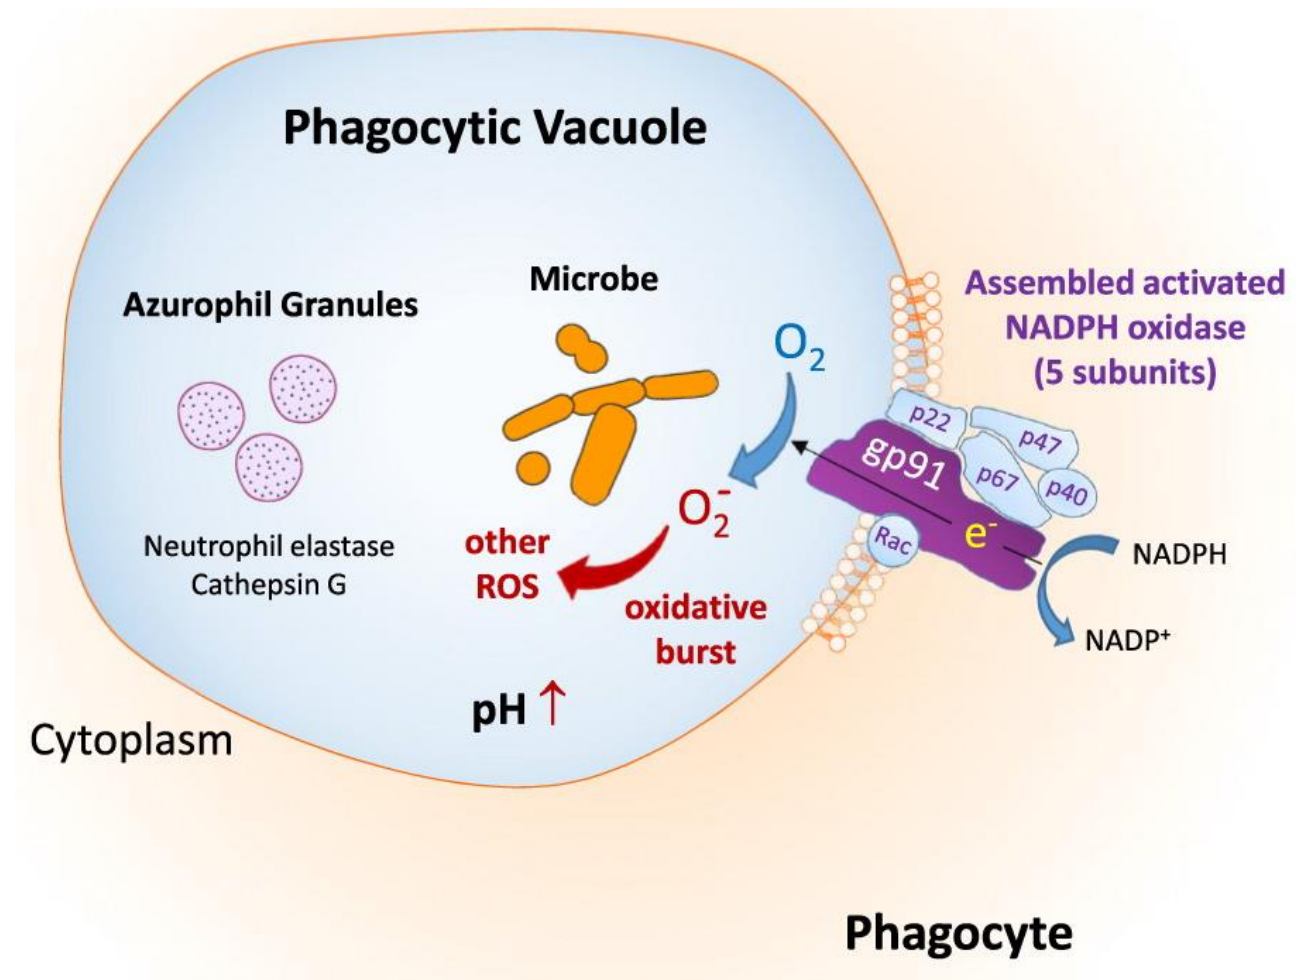 Phagocytic Vacuole
Azurophil Granules
Neutrophil elastase
Cathepsin G
Microbe
O₂
O₂⁻
other
ROS
oxidative
burst
pH ↑
Assembled activated
NADPH oxidase
(5 subunits)
p22
p47
gp91
p67
p40
Rac
e⁻
NADPH
NADP⁺
Cytoplasm
Phagocyte